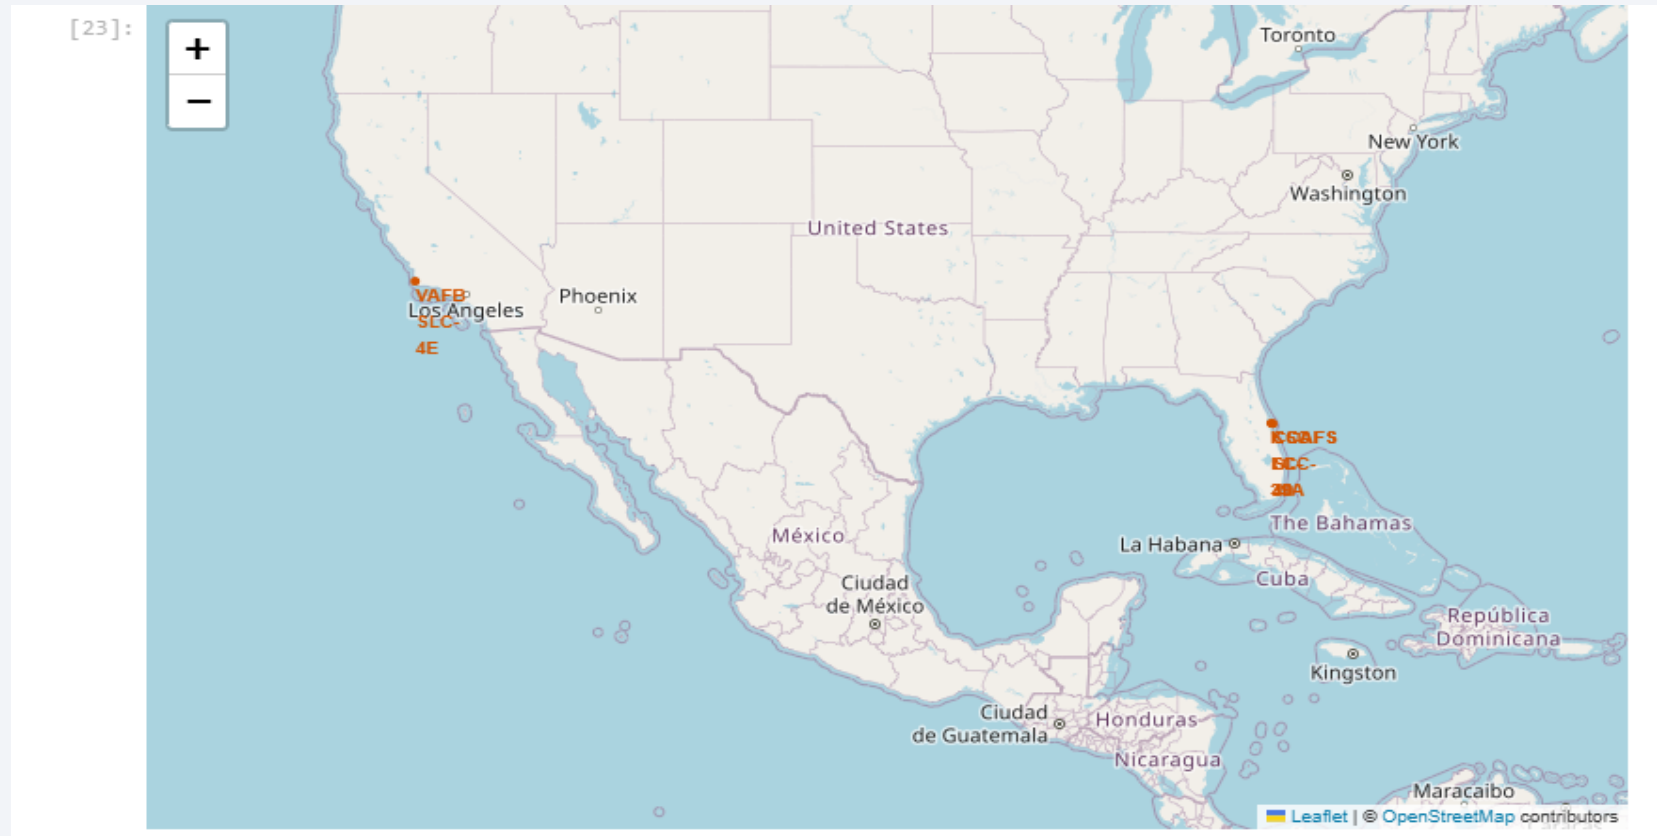 [23]:
+
−
Toronto
New York
Washington
United States
VAFB
Los Angeles
SLC-
4E
Phoenix
The Bahamas
La Habana
Cuba
México
Ciudad
de México
República
Dominicana
Kingston
Ciudad
de Guatemala
Honduras
Nicaragua
Maracaibo
Leaflet | © OpenStreetMap contributors